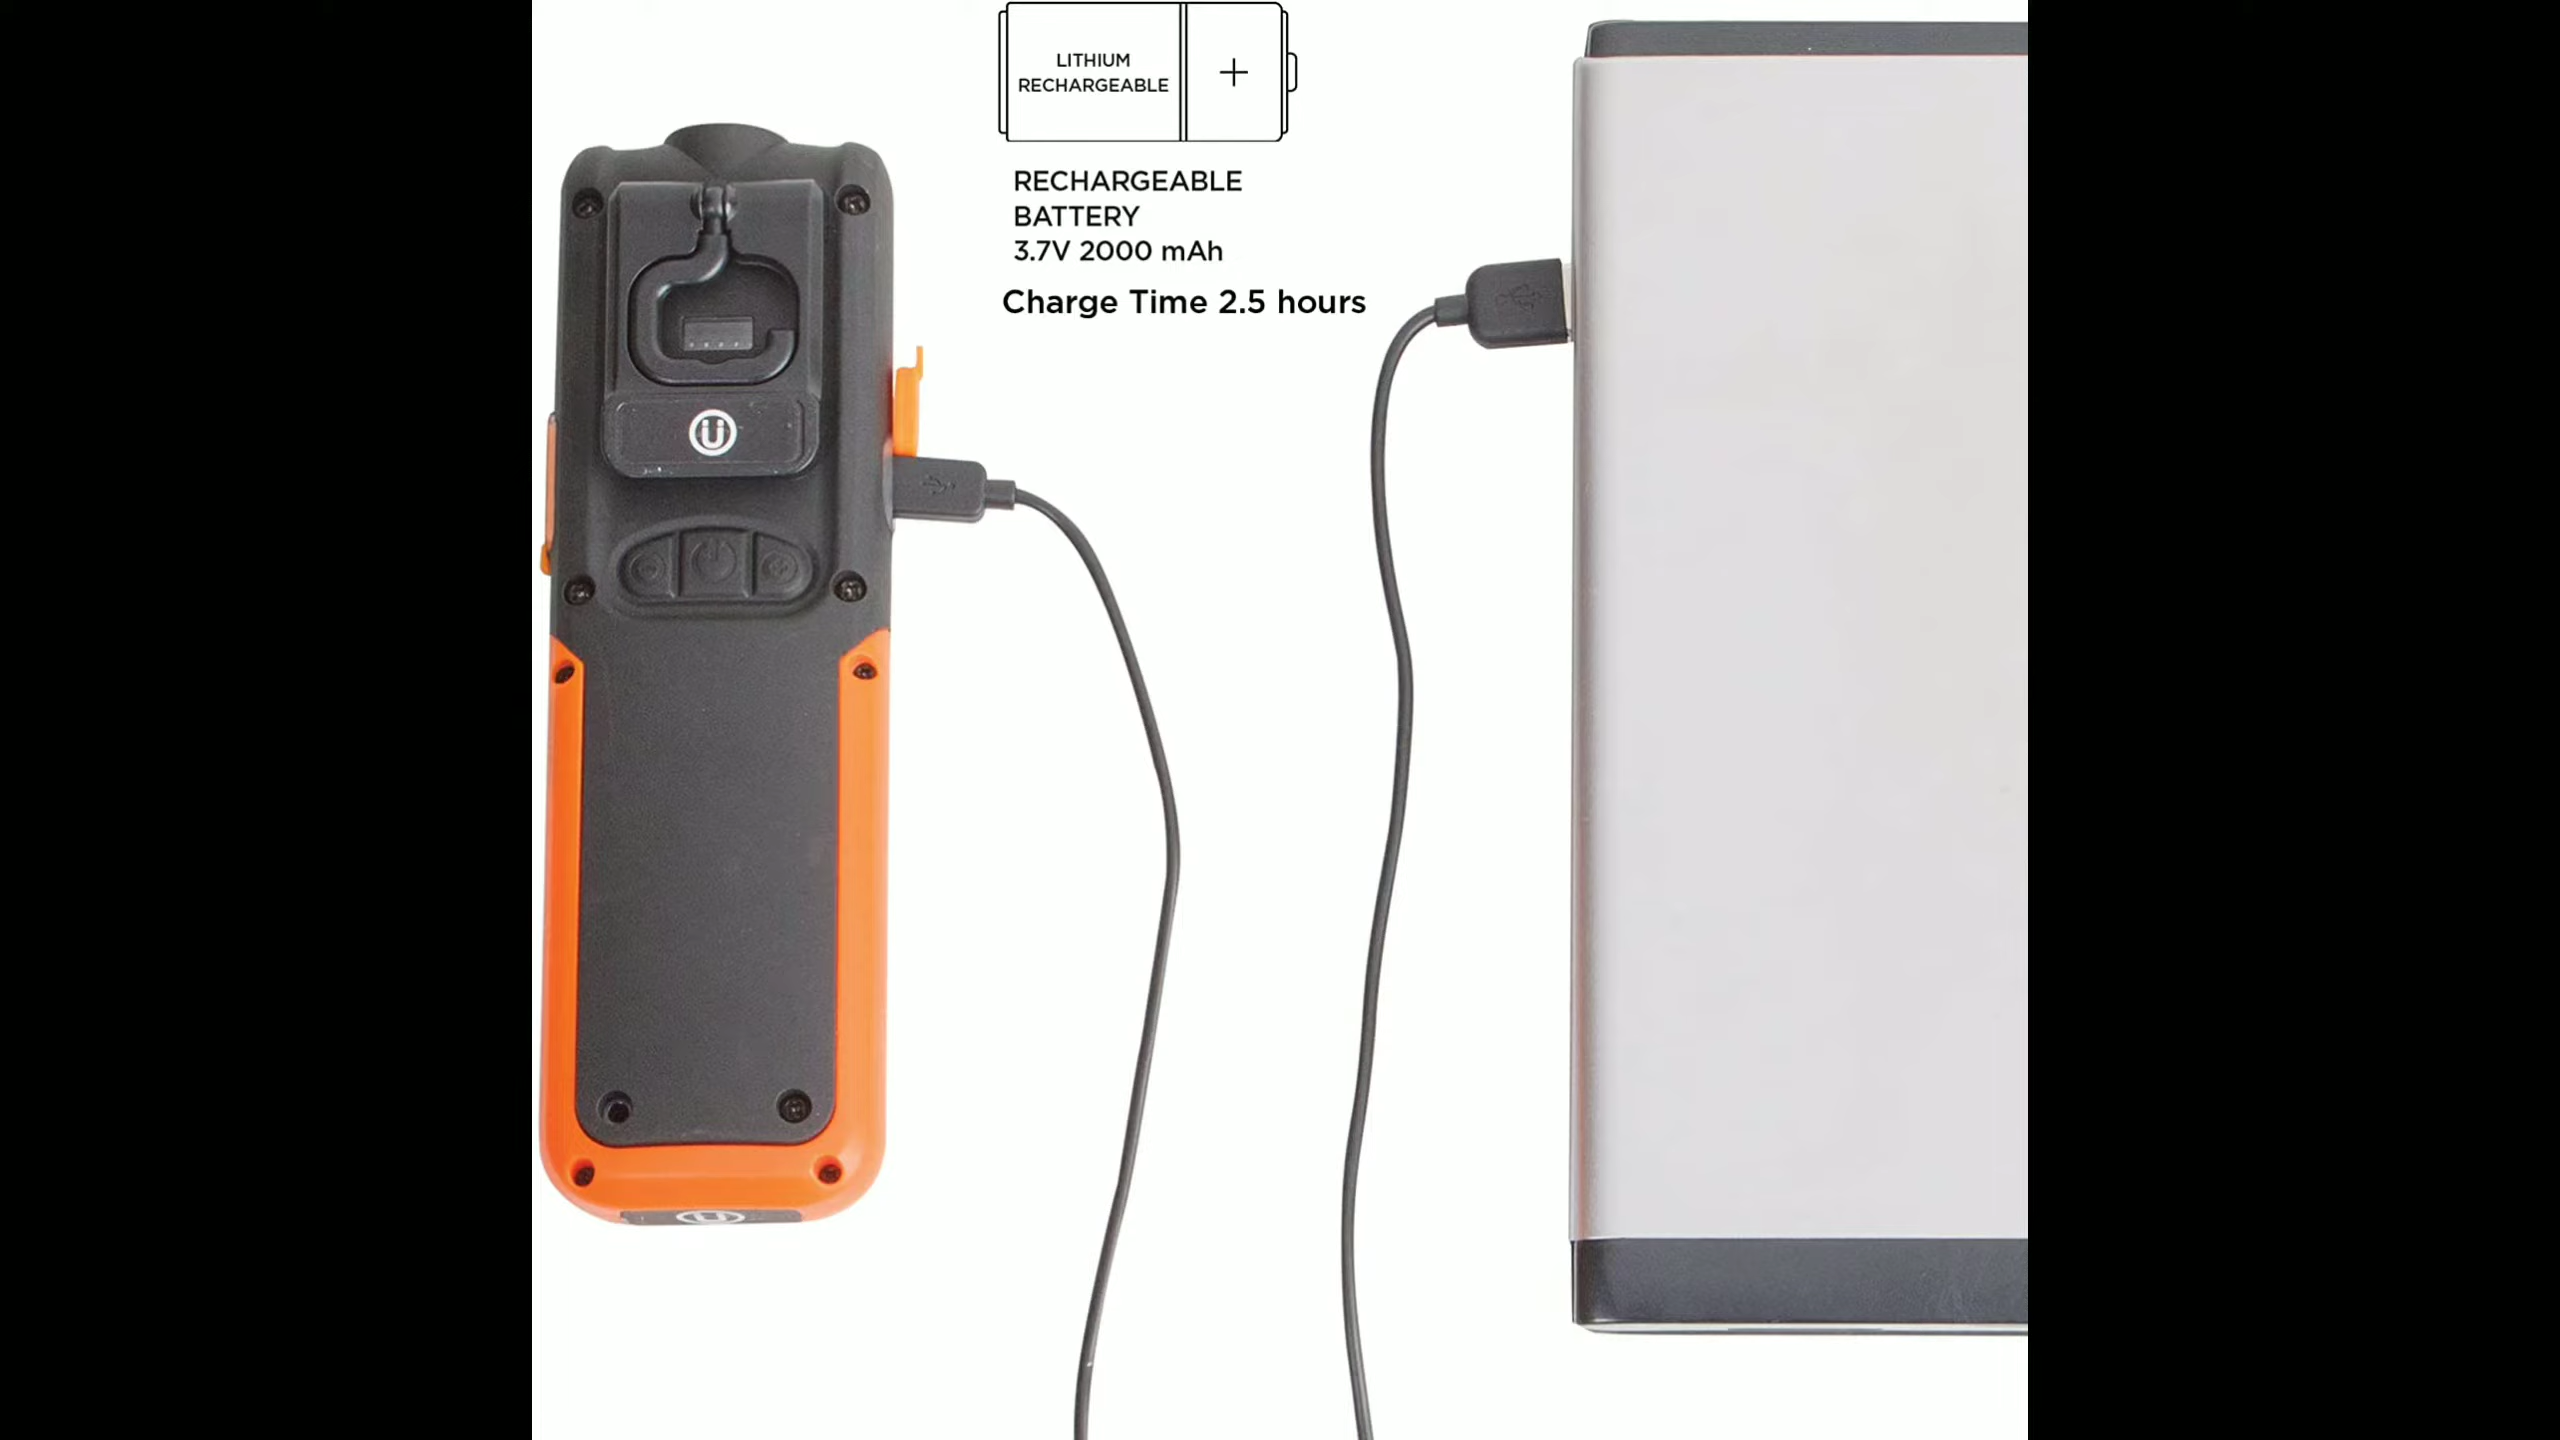 LITHIUM
RECHARGEABLE
+
RECHARGEABLE
BATTERY
3.7V 2000 mAh
Charge Time 2.5 hours